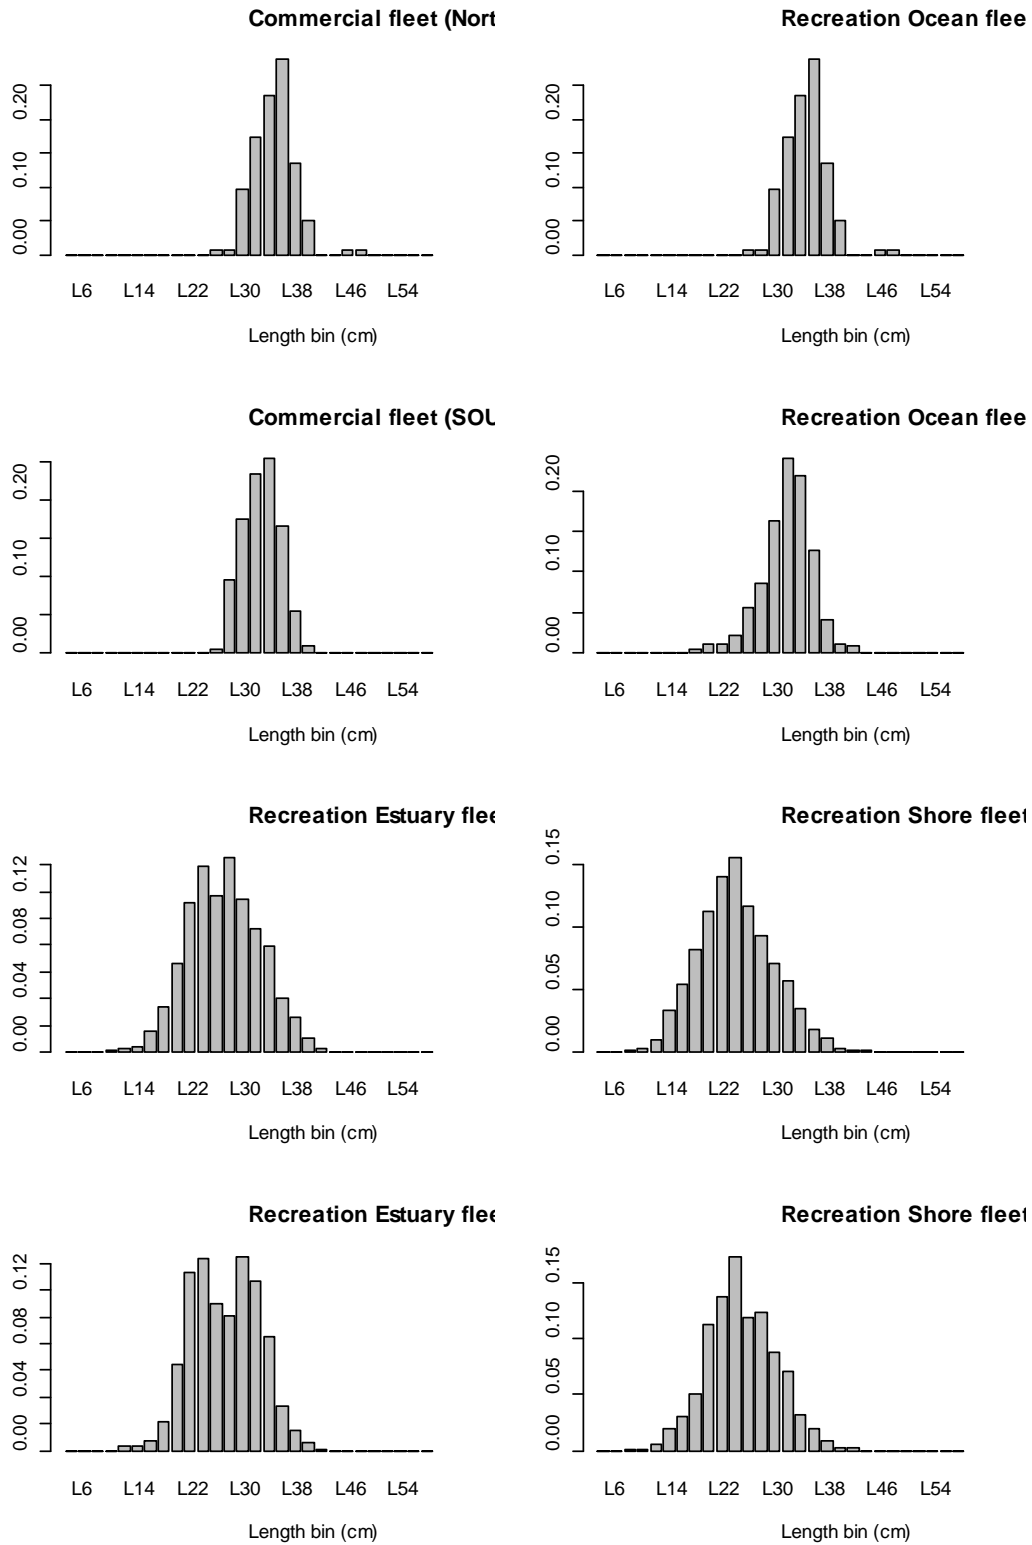 Commercial fleet (Nort
0.00 0.10 0.20
L6 L14 L22 L30 L38 L46 L54
Length bin (cm)
Recreation Ocean flee
0.00 0.10 0.20
L6 L14 L22 L30 L38 L46 L54
Length bin (cm)
Commercial fleet (SOU
0.00 0.10 0.20
L6 L14 L22 L30 L38 L46 L54
Length bin (cm)
Recreation Ocean flee
0.00 0.10 0.20
L6 L14 L22 L30 L38 L46 L54
Length bin (cm)
Recreation Estuary flee
0.00 0.04 0.08 0.12
L6 L14 L22 L30 L38 L46 L54
Length bin (cm)
Recreation Shore fleet
0.00 0.05 0.10 0.15
L6 L14 L22 L30 L38 L46 L54
Length bin (cm)
Recreation Estuary flee
0.00 0.04 0.08 0.12
L6 L14 L22 L30 L38 L46 L54
Length bin (cm)
Recreation Shore fleet
0.00 0.05 0.10 0.15
L6 L14 L22 L30 L38 L46 L54
Length bin (cm)